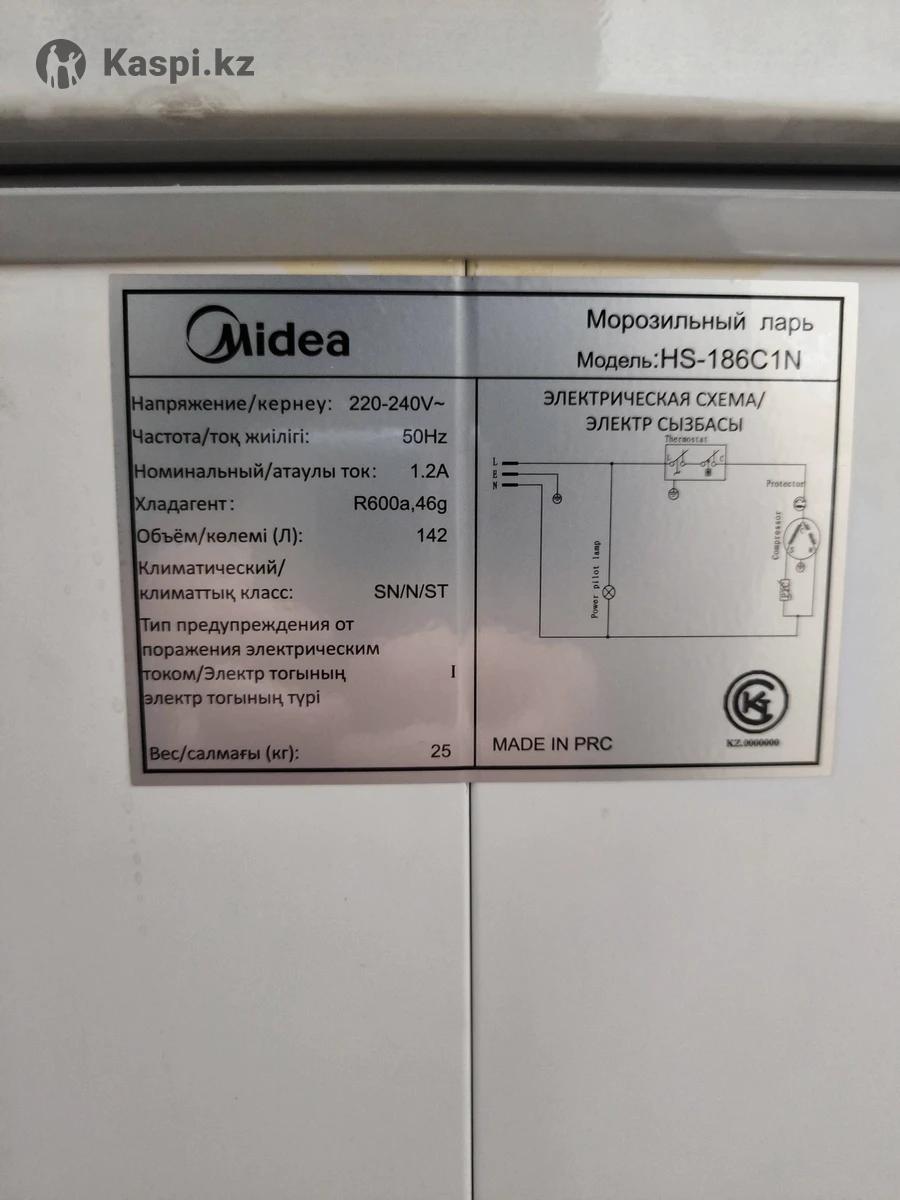 Kaspi.kz
Midea
Морозильный ларь
Модель:HS-186C1N
Напряжение/кернеу: 220-240V~
Частота/тоқ жиілігі: 50Hz
Номинальный/атаулы ток: 1.2A
Хладагент: R600a,46g
Объём/көлемі (Л): 142
Климатический/
климаттық класс: SN/N/ST
Тип предупреждения от
поражения электрическим
током/Электр тогының I
электр тогының түрі
Вес/салмағы (кг): 25
ЭЛЕКТРИЧЕСКАЯ СХЕМА/
ЭЛЕКТР СЫЗБАСЫ
Thermostat
L
E
N
Protector
Compressor
Power pilot lamp
PTC
MADE IN PRC
KZ.0000000